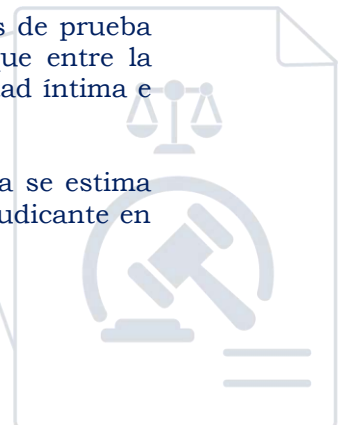 s de prueba
ue entre la
ad íntima e
a se estima
udicante en